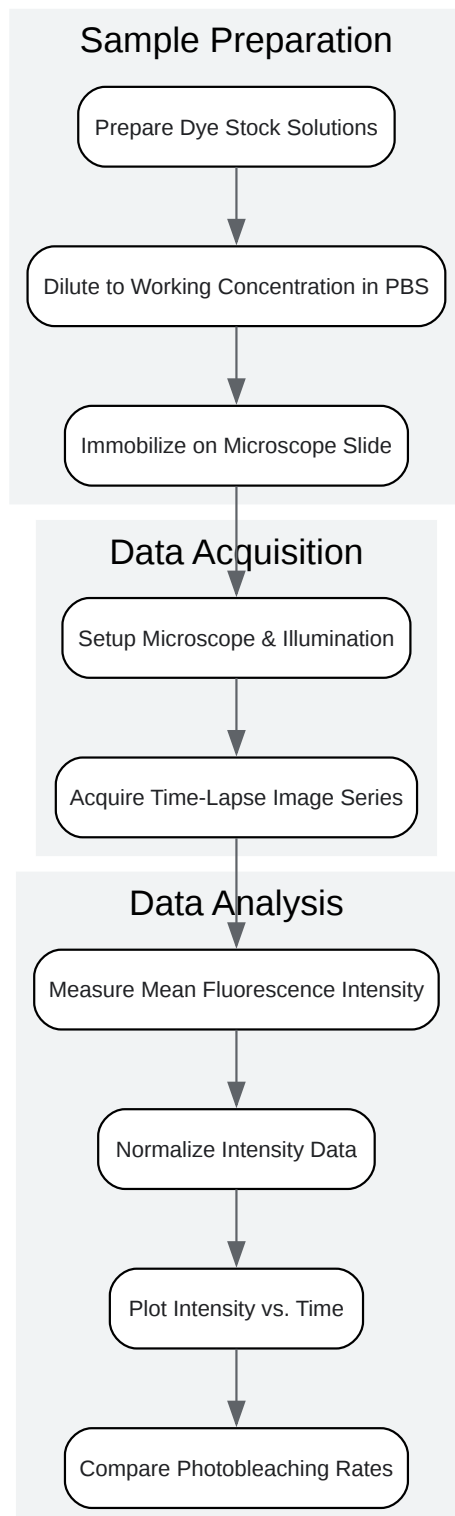 Sample Preparation
Prepare Dye Stock Solutions
Dilute to Working Concentration in PBS
Immobilize on Microscope Slide
Data Acquisition
Setup Microscope & Illumination
Acquire Time-Lapse Image Series
Data Analysis
Measure Mean Fluorescence Intensity
Normalize Intensity Data
Plot Intensity vs. Time
Compare Photobleaching Rates